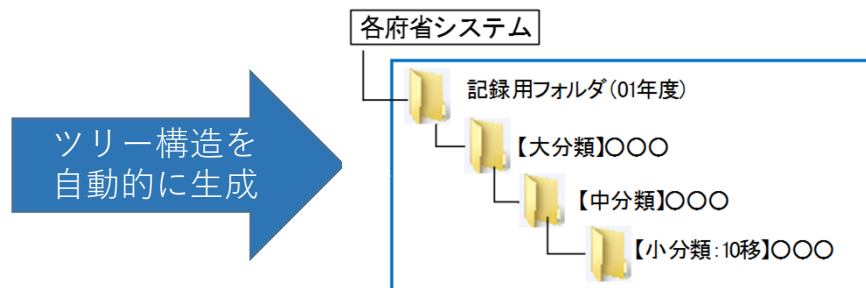 各府省システム
記録用フォルダ(01年度)
ツリー構造を
自動的に生成
【大分類】〇〇〇
【中分類】〇〇〇
【小分類:10移】〇〇〇